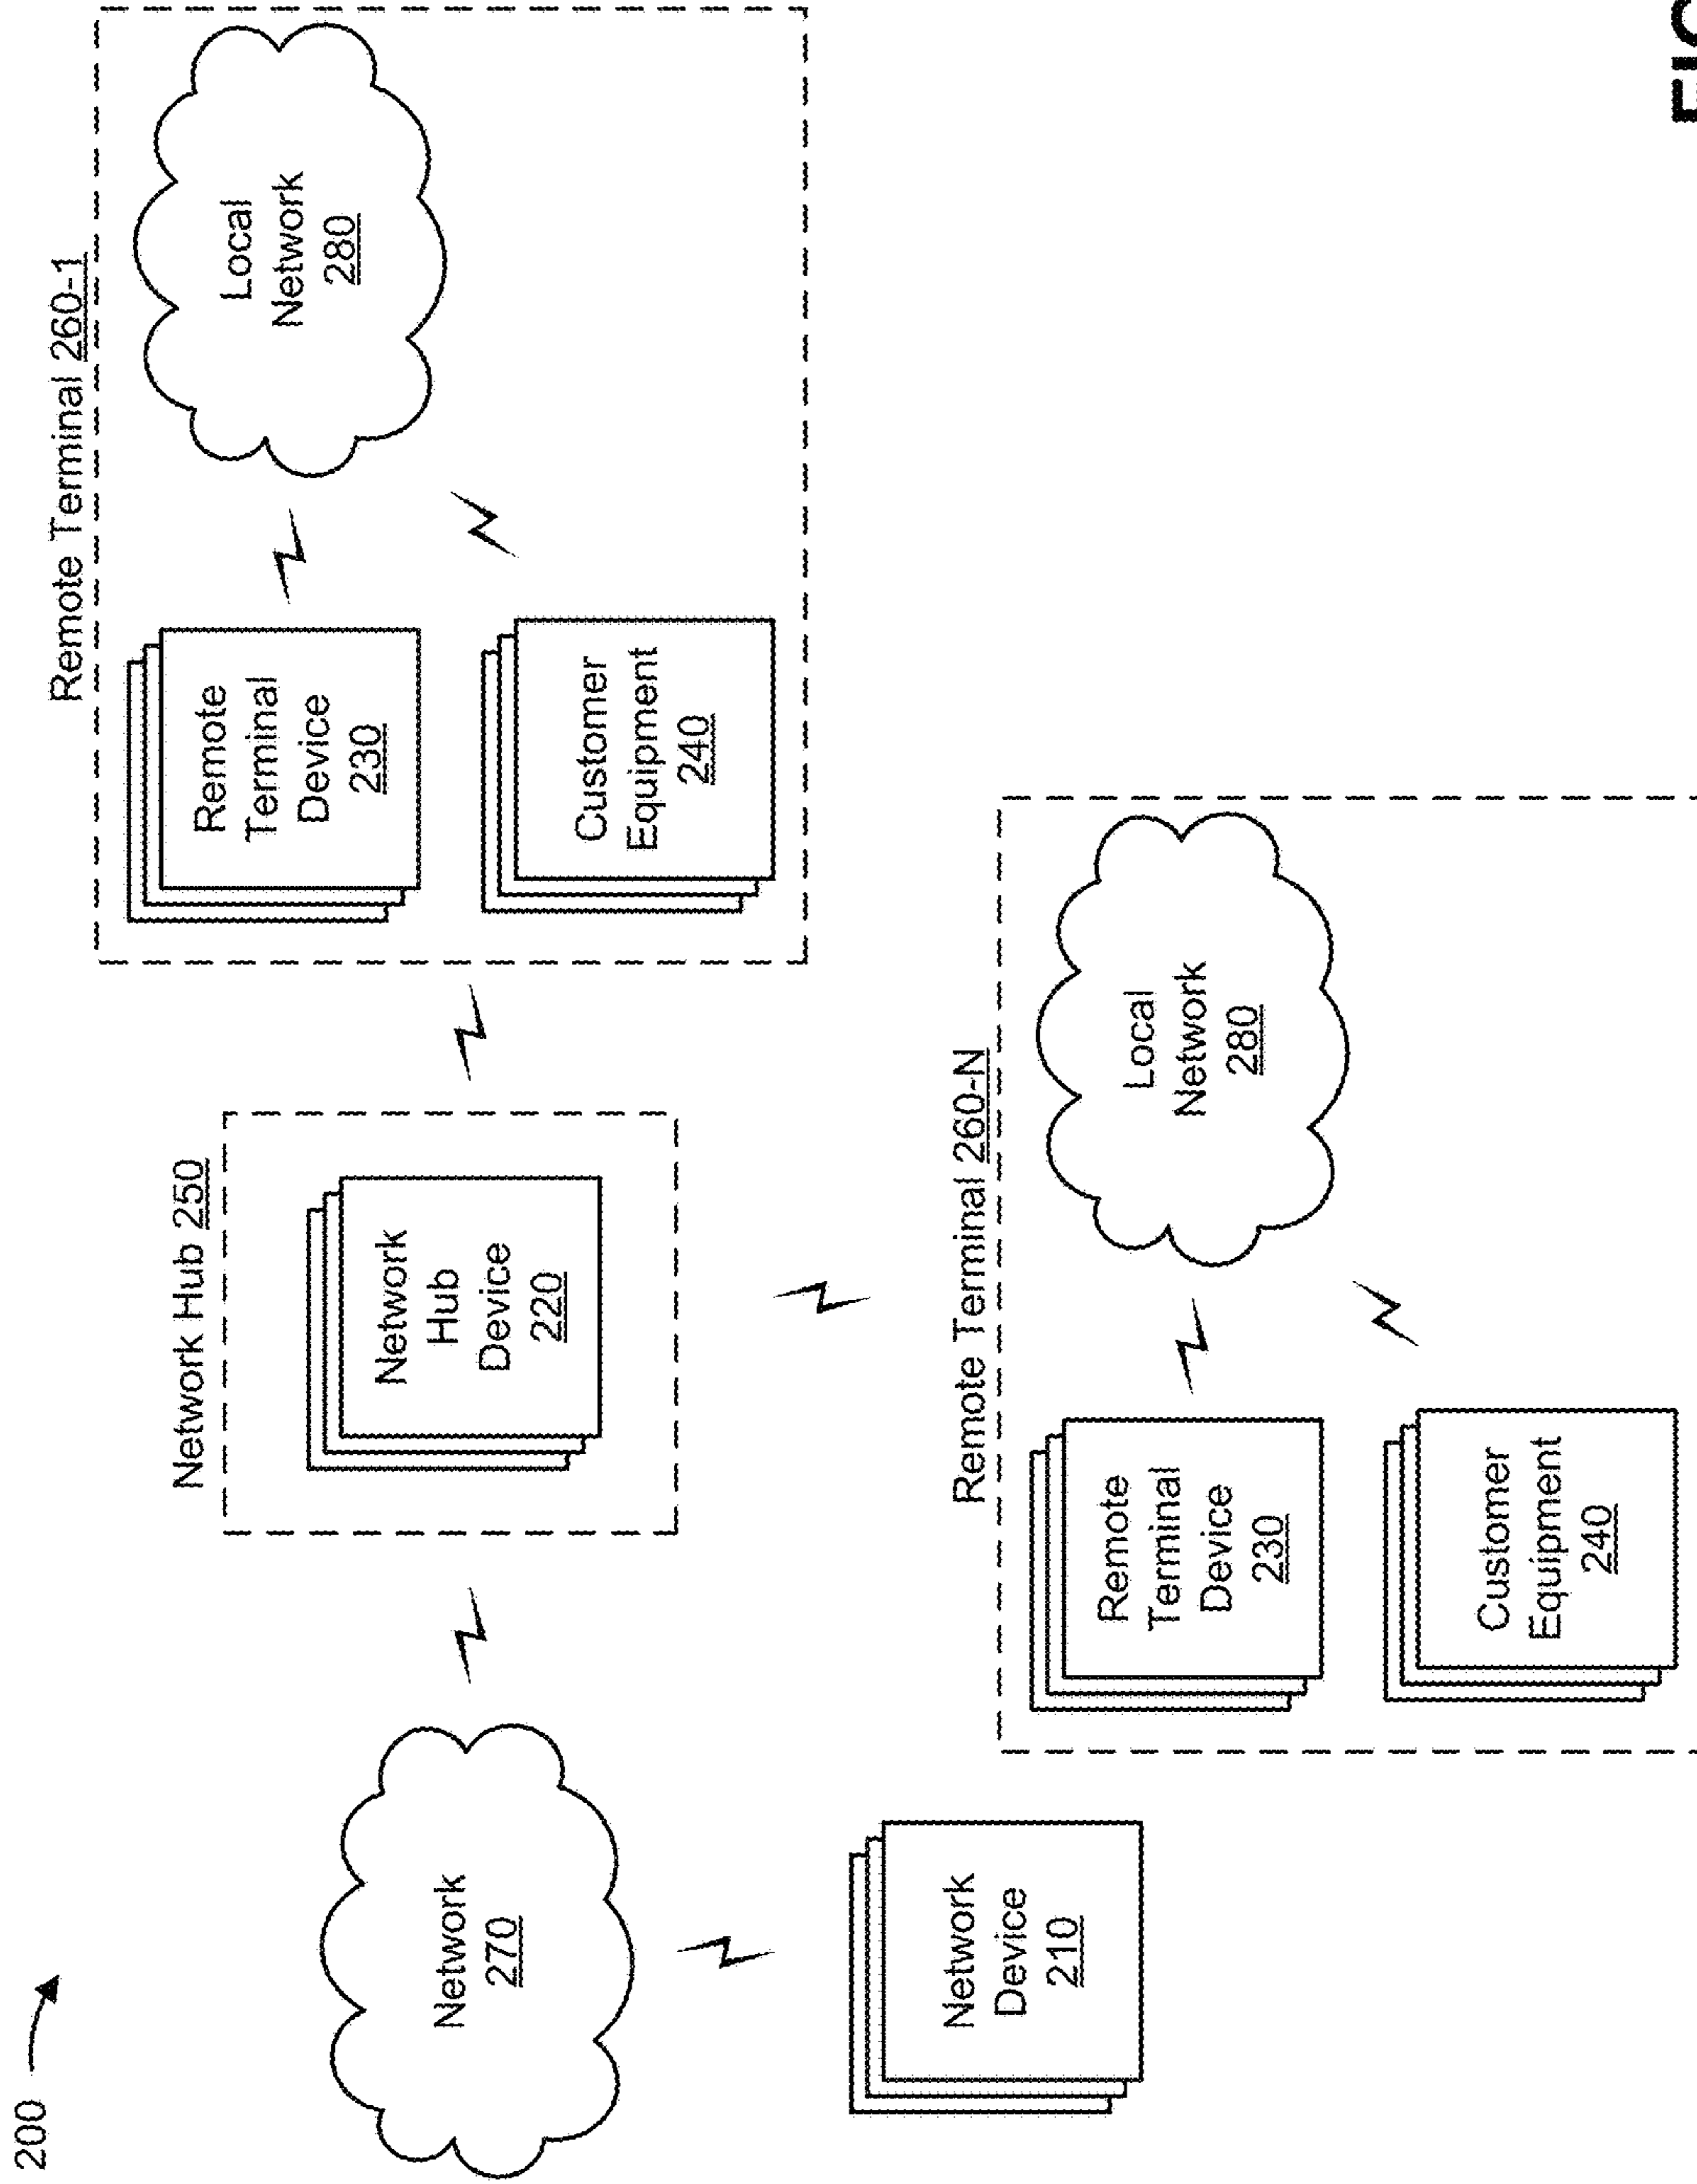 200
Network
270
Network
Device
210
Network Hub 250
Network
Hub
Device
220
Remote Terminal 260-1
Remote
Terminal
Device
230
Customer
Equipment
240
Local
Network
280
Remote Terminal 260-N
Remote
Terminal
Device
230
Customer
Equipment
240
Local
Network
280